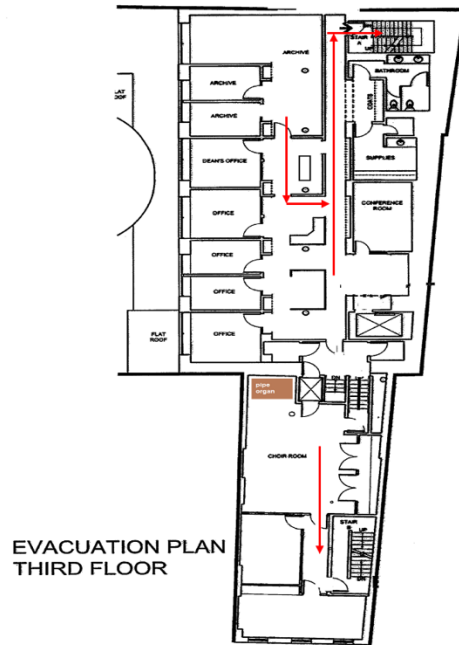 STAIR
A
UP
ARCHIVE
BATHROOM
ARCHIVE
COATS
FLAT
ROOF
ARCHIVE
SUPPLIES
DEAN'S OFFICE
CONFERENCE
ROOM
OFFICE
OFFICE
OFFICE
FLAT
ROOF
OFFICE
pipe
organ
CHOIR ROOM
STAIR
B
UP
EVACUATION PLAN
THIRD FLOOR